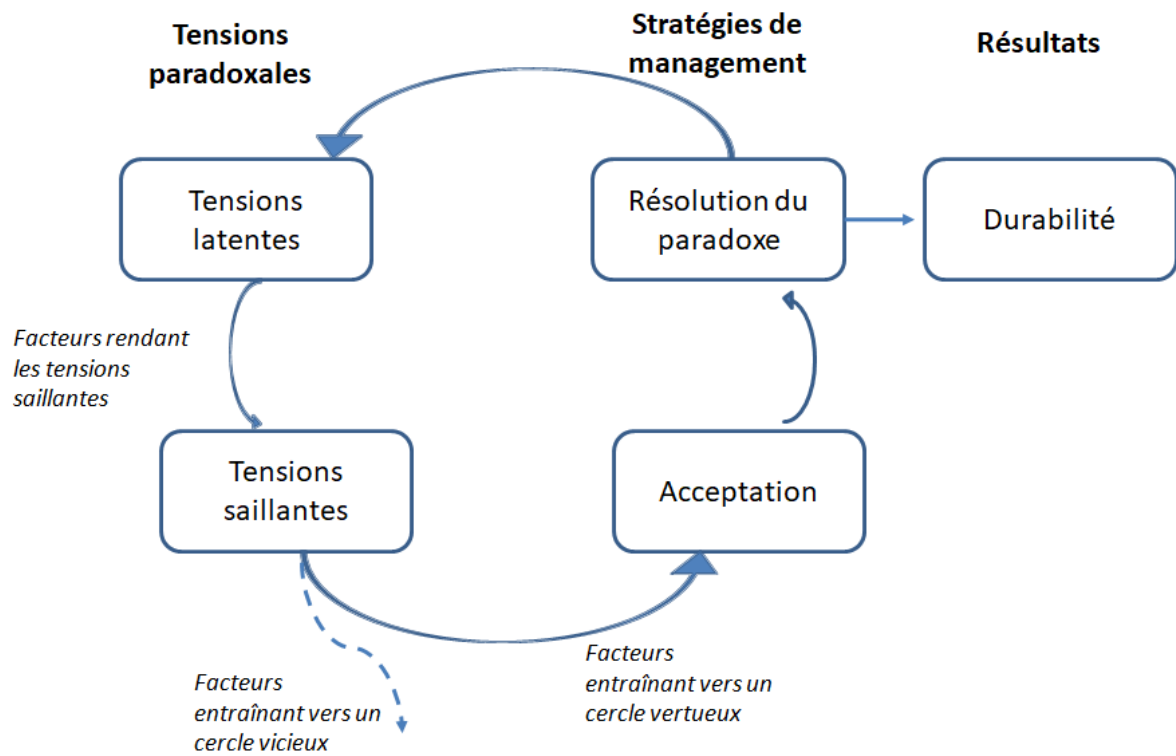 Tensions
paradoxales
Stratégies de
management
Résultats
Tensions
latentes
Résolution du
paradoxe
Durabilité
Facteurs rendant
les tensions
saillantes
Tensions
saillantes
Acceptation
Facteurs
entraînant vers un
cercle vicieux
Facteurs
entraînant vers un
cercle vertueux